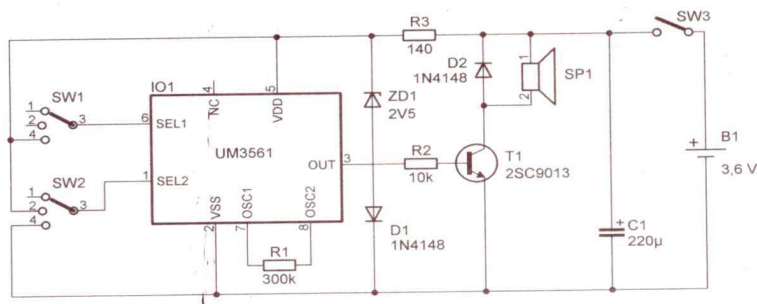 SW3
R3
140
D2
1N4148
1
2
SP1
IO1
4
NC
5
VDD
ZD1
2V5
SW1
1
2
4
3
6
SEL1
UM3561
B1
+
3,6 V
OUT
3
R2
10k
T1
2SC9013
SW2
1
2
4
3
1
SEL2
VSS
2
OSC1
7
OSC2
8
D1
1N4148
R1
300k
+
C1
220µ